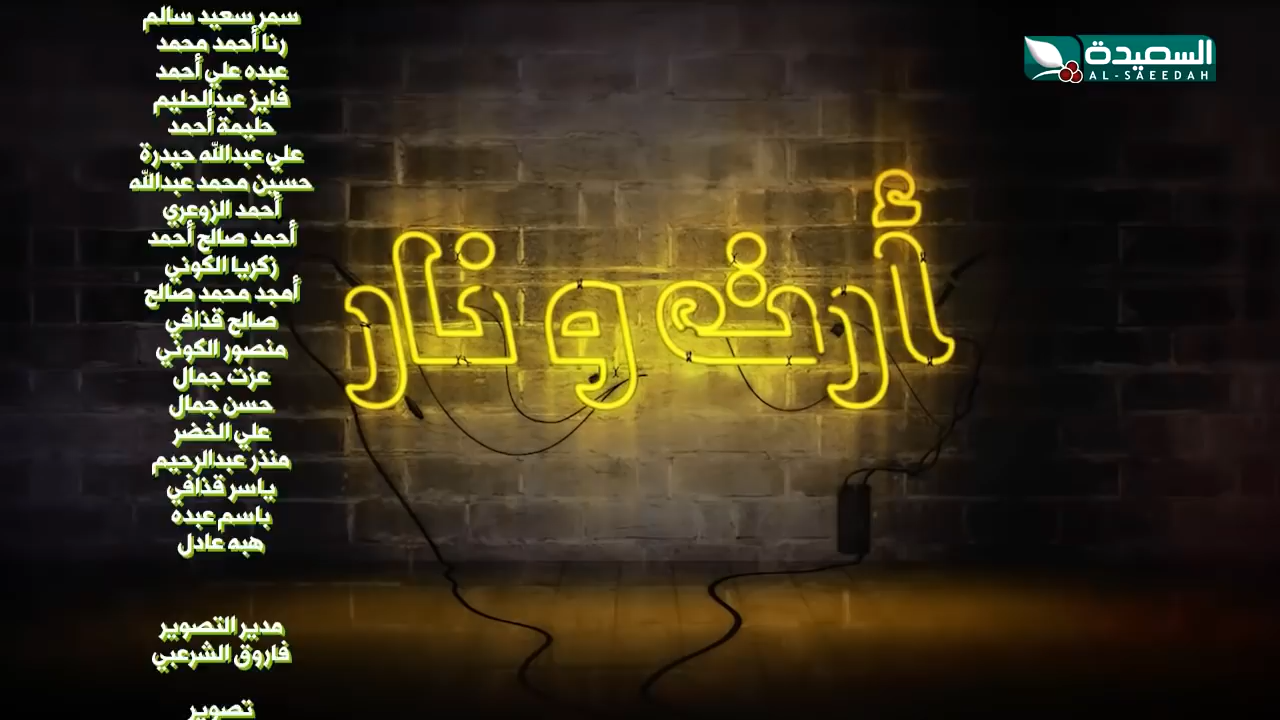 السعيدة
AL-SAEEDAH
أرث و نار
سمر سعيد سالم
رنا أحمد محمد
عبده علي أحمد
فايز عبدالحليم
حليمة أحمد
علي عبدالله حيدرة
حسين محمد عبدالله
أحمد الزوعري
أحمد صالح أحمد
زكريا الكوني
أمجد محمد صالح
صالح قذافي
منصور الكوني
عزت جمال
حسن جمال
علي الخضر
منذر عبدالرحيم
ياسر قذافي
باسم عبده
هبه عادل
مدير التصوير
فاروق الشرعبي
تصوير